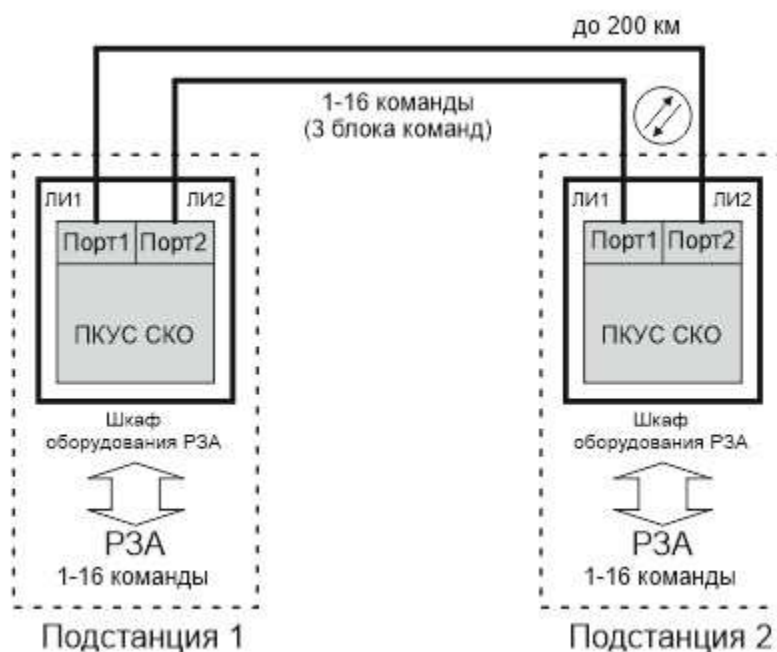 до 200 км
1-16 команды
(3 блока команд)
ЛИ1
ЛИ2
Порт1
Порт2
ПКУС СКО
Шкаф
оборудования РЗА
РЗА
1-16 команды
Подстанция 1
ЛИ1
ЛИ2
Порт1
Порт2
ПКУС СКО
Шкаф
оборудования РЗА
РЗА
1-16 команды
Подстанция 2